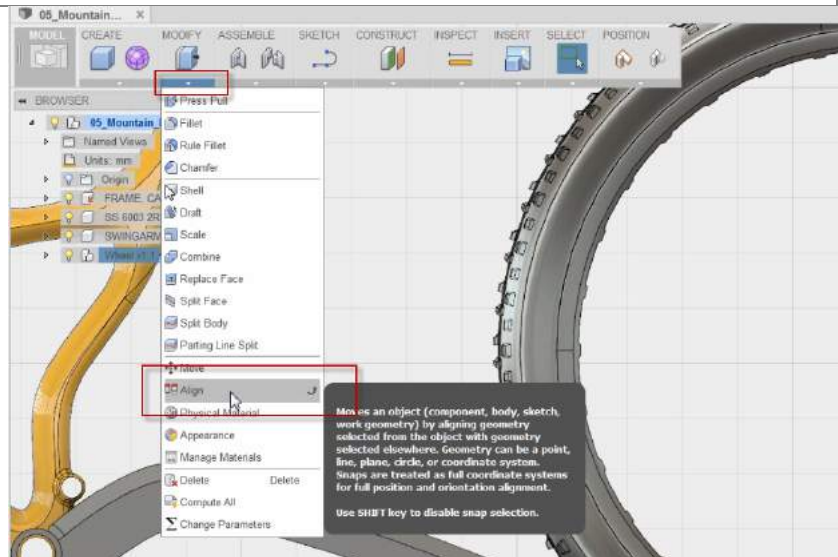 05_Mountain...
MODEL CREATE MODIFY ASSEMBLE SKETCH CONSTRUCT INSPECT INSERT SELECT POSITION
BROWSER
05_Mountain_
Named Views
Units: mm
Origin
FRAME, CA
SS 6003 2R
SWINGARM
Wheel v1:1
Press Pull
Fillet
Rule Fillet
Chamfer
Shell
Draft
Scale
Combine
Replace Face
Split Face
Split Body
Parting Line Split
Move
Align
Physical Material
Appearance
Manage Materials
Delete Delete
Compute All
Change Parameters
Moves an object (component, body, sketch,
work geometry) by aligning geometry
selected from the object with geometry
selected elsewhere. Geometry can be a point,
line, plane, circle, or coordinate system.
Snaps are treated as full coordinate systems
for full position and orientation alignment.
Use SHIFT key to disable snap selection.